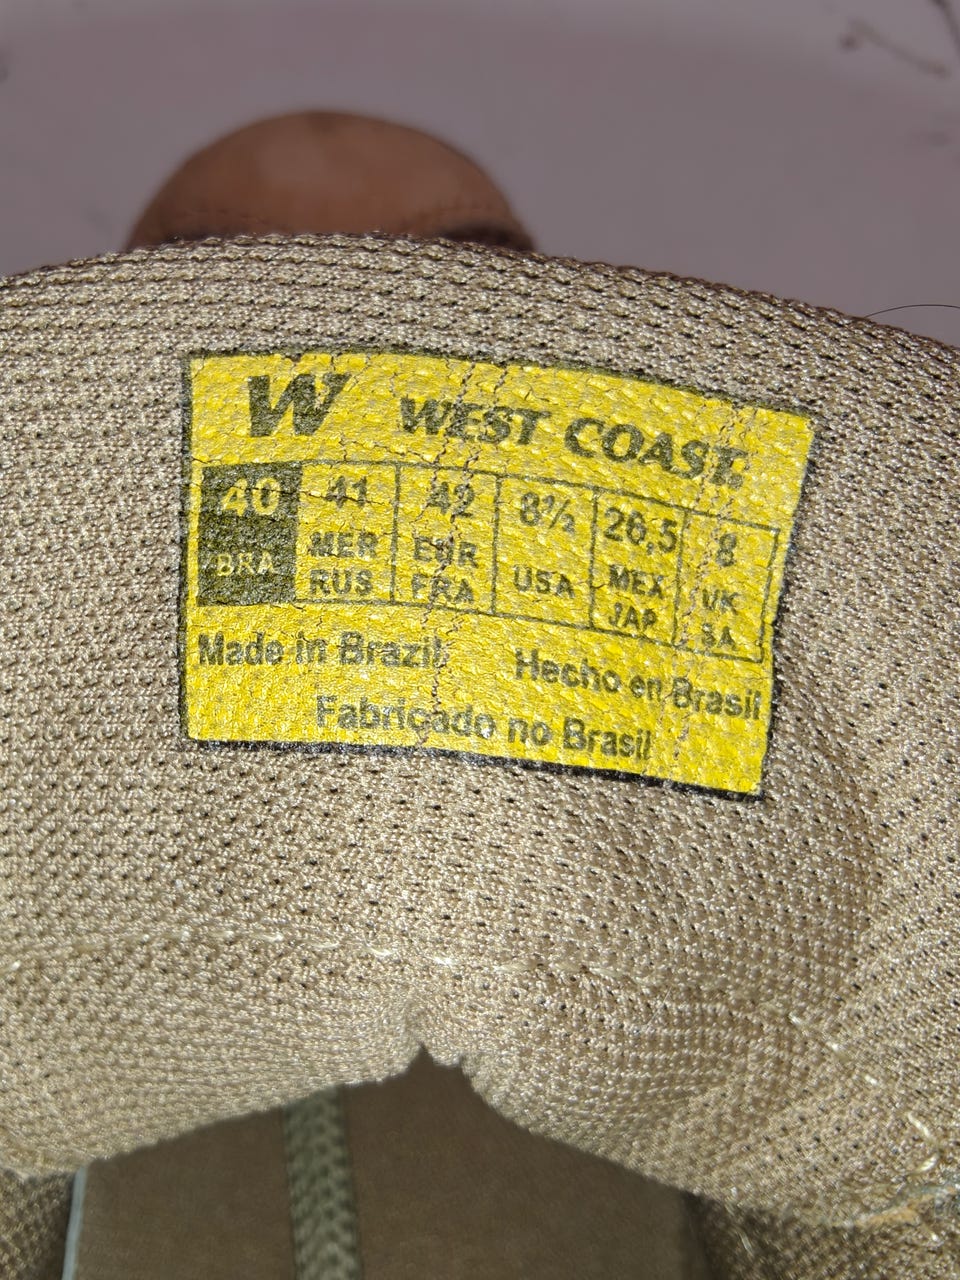 W WEST COAST.
40 41 42 8½ 26,5 8
BRA MER EUR USA MEX UK
RUS FRA JAP SA
Made in Brazil Hecho en Brasil
Fabricado no Brasil